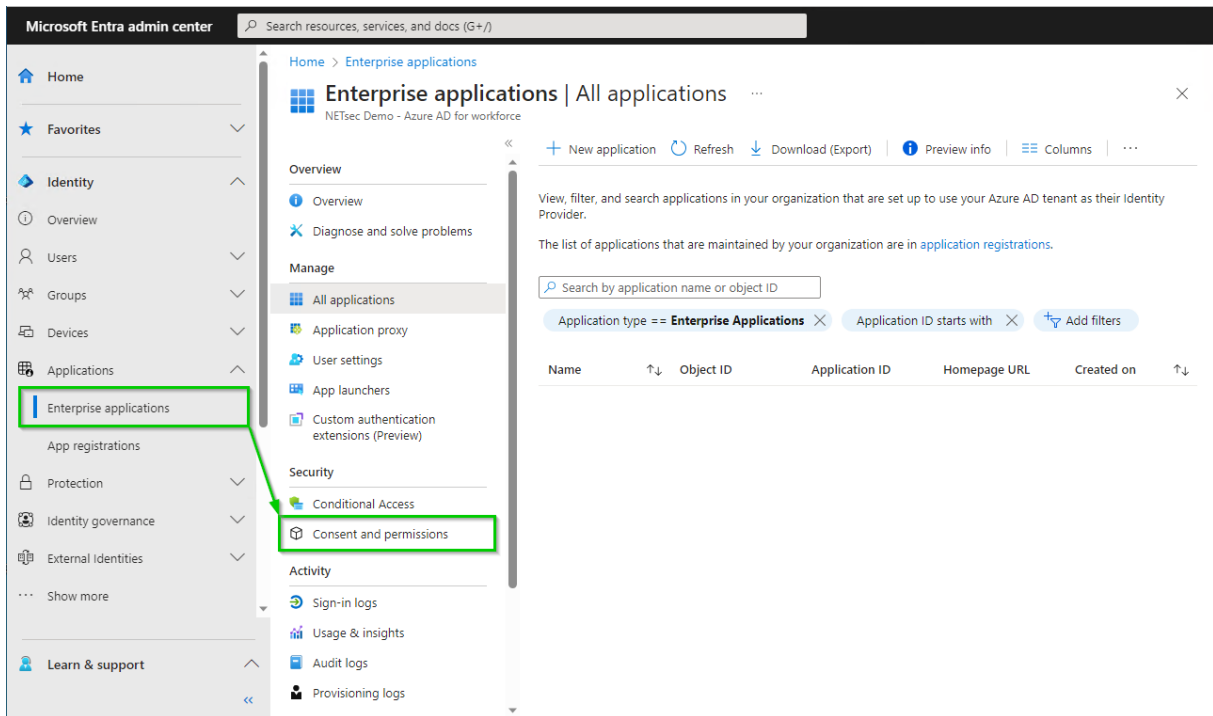 Microsoft Entra admin center
Search resources, services, and docs (G+/)
Home
Favorites
Identity
Overview
Users
Groups
Devices
Applications
Enterprise applications
App registrations
Protection
Identity governance
External Identities
Show more
Learn & support
Home > Enterprise applications
Enterprise applications | All applications ...
NETsec Demo - Azure AD for workforce
Overview
Overview
Diagnose and solve problems
Manage
All applications
Application proxy
User settings
App launchers
Custom authentication
extensions (Preview)
Security
Conditional Access
Consent and permissions
Activity
Sign-in logs
Usage & insights
Audit logs
Provisioning logs
New application Refresh Download (Export) Preview info Columns ...
View, filter, and search applications in your organization that are set up to use your Azure AD tenant as their Identity
Provider.
The list of applications that are maintained by your organization are in application registrations.
Search by application name or object ID
Application type == Enterprise Applications Application ID starts with Add filters
Name Object ID Application ID Homepage URL Created on